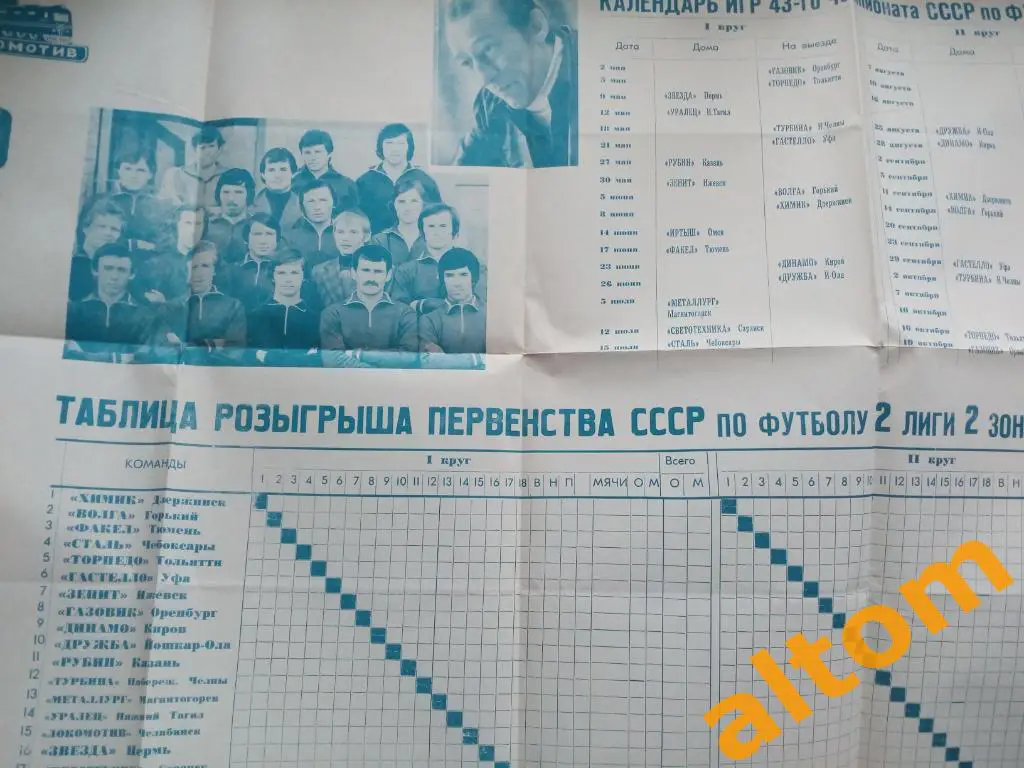 ЛОКОМОТИВ
КАЛЕНДАРЬ ИГР 43-го
чемпионата СССР по ФУ
I круг
II круг
Дата Дома На выезде
2 мая «ГАЗОВИК» Оренбург
5 мая «ТОРПЕДО» Тольятти
9 мая «ЗВЕЗДА» Пермь
12 мая «УРАЛЕЦ» Н.Тагил
18 мая «ТУРБИНА» Н.Челны
21 мая «ГАСТЕЛЛО» Уфа
27 мая «РУБИН» Казань
30 мая «ЗЕНИТ» Ижевск
5 июня «ВОЛГА» Горький
8 июня «ХИМИК» Дзержинск
14 июня «ИРТЫШ» Омск
17 июня «ФАКЕЛ» Тюмень
23 июня «ДИНАМО» Киров
26 июня «ДРУЖБА» Й-Ола
5 июля «МЕТАЛЛУРГ» Магнитогорск
12 июля «СВЕТОТЕХНИКА» Саранск
15 июля «СТАЛЬ» Чебоксары
Дата Дома
7 августа
10 августа
16 августа
25 августа «ДРУЖБА» Й-Ола
28 августа «ДИНАМО» Киров
2 сентября
5 сентября
11 сентября «ХИМИК» Дзержинск
14 сентября «ВОЛГА» Горький
20 сентября
23 сентября
29 сентября «ГАСТЕЛЛО» Уфа
2 октября «ТУРБИНА» Н.Челны
7 октября
10 октября
16 октября «ТОРПЕДО» Тольят
19 октября «ГАЗОВИК» Орен
ТАБЛИЦА РОЗЫГРЫША ПЕРВЕНСТВА СССР ПО ФУТБОЛУ 2 ЛИГИ 2 ЗОН
КОМАНДЫ I круг Всего II круг
1 2 3 4 5 6 7 8 9 10 11 12 13 14 15 16 17 18 В Н П МЯЧИ О М О М 1 2 3 4 5 6 7 8 9 10 11 12 13 14 15 16 17 18 В Н
1 «ХИМИК» Дзержинск
2 «ВОЛГА» Горький
3 «ФАКЕЛ» Тюмень
4 «СТАЛЬ» Чебоксары
5 «ТОРПЕДО» Тольятти
6 «ГАСТЕЛЛО» Уфа
7 «ЗЕНИТ» Ижевск
8 «ГАЗОВИК» Оренбург
9 «ДИНАМО» Киров
10 «ДРУЖБА» Йошкар-Ола
11 «РУБИН» Казань
12 «ТУРБИНА» Набереж. Челны
13 «МЕТАЛЛУРГ» Магнитогорск
14 «УРАЛЕЦ» Нижний Тагил
15 «ЛОКОМОТИВ» Челябинск
16 «ЗВЕЗДА» Пермь
17
altom